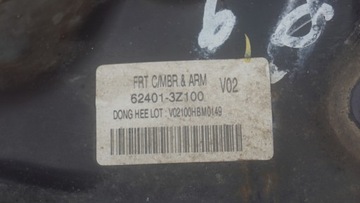 FRT C/MBR & ARM V02
62401-3Z100
DONG HEE LOT : V02100HBM0149